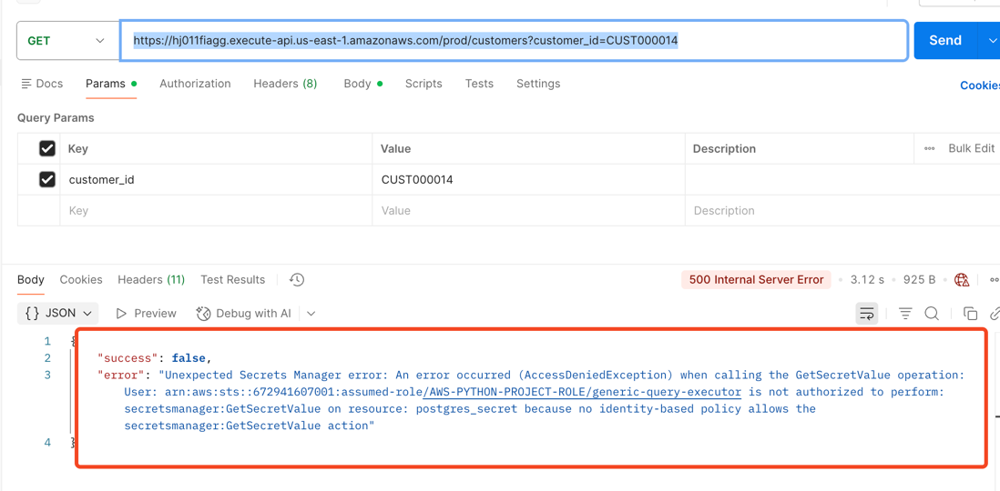 GET https://hj011fiagg.execute-api.us-east-1.amazonaws.com/prod/customers?customer_id=CUST000014 Send
Docs Params Authorization Headers (8) Body Scripts Tests Settings Cookies
Query Params
Key Value Description Bulk Edit
customer_id CUST000014
Key Value Description
Body Cookies Headers (11) Test Results 500 Internal Server Error • 3.12 s • 925 B
{ } JSON Preview Debug with AI
1 {
2 "success": false,
3 "error": "Unexpected Secrets Manager error: An error occurred (AccessDeniedException) when calling the GetSecretValue operation:
User: arn:aws:sts::672941607001:assumed-role/AWS-PYTHON-PROJECT-ROLE/generic-query-executor is not authorized to perform:
secretsmanager:GetSecretValue on resource: postgres_secret because no identity-based policy allows the
secretsmanager:GetSecretValue action"
4 }